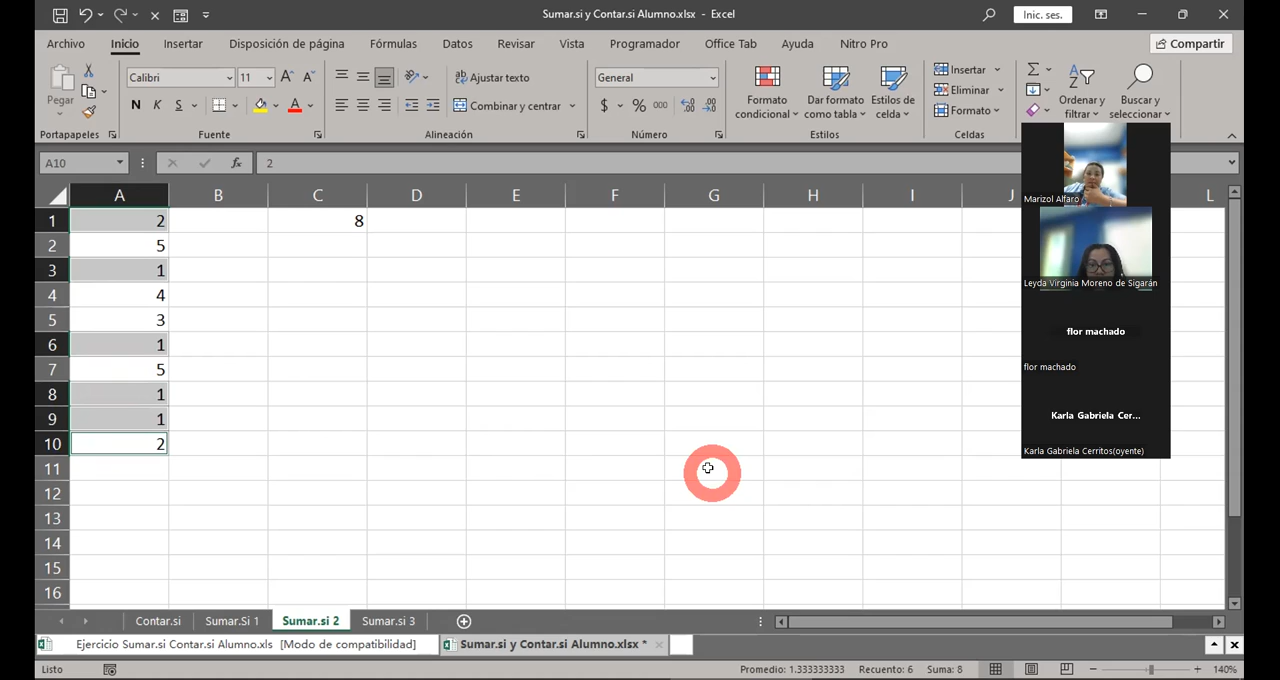 Sumar.si y Contar.si Alumno.xlsx - Excel
Inic. ses.
Archivo Inicio Insertar Disposición de página Fórmulas Datos Revisar Vista Programador Office Tab Ayuda Nitro Pro
Compartir
Pegar
Portapapeles
Calibri 11
N K S
Fuente
Ajustar texto
Combinar y centrar
Alineación
General
$ % 000
Número
Formato condicional
Dar formato como tabla
Estilos de celda
Estilos
Insertar
Eliminar
Formato
Celdas
Ordenar y filtrar
Buscar y seleccionar
A10 fx 2
A B C D E F G H I J L
1 2 8
2 5
3 1
4 4
5 3
6 1
7 5
8 1
9 1
10 2
11
12
13
14
15
16
Marizol Alfaro
Leyda Virginia Moreno de Sigarán
flor machado
flor machado
Karla Gabriela Cer...
Karla Gabriela Cerritos(oyente)
Contar.si Sumar.Si 1 Sumar.si 2 Sumar.si 3
Ejercicio Sumar.si Contar.si Alumno.xls [Modo de compatibilidad] Sumar.si y Contar.si Alumno.xlsx *
Listo Promedio: 1.333333333 Recuento: 6 Suma: 8 140%